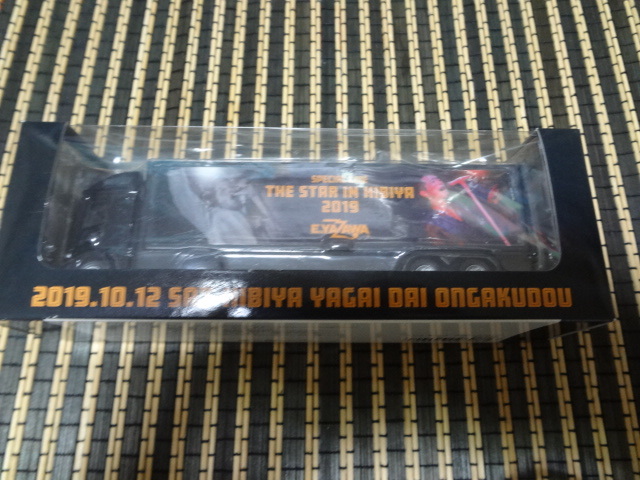 THE STAR IN HIBIYA
2019
E.YAZAWA
2019.10.12 SAT HIBIYA YAGAI DAI ONGAKUDOU